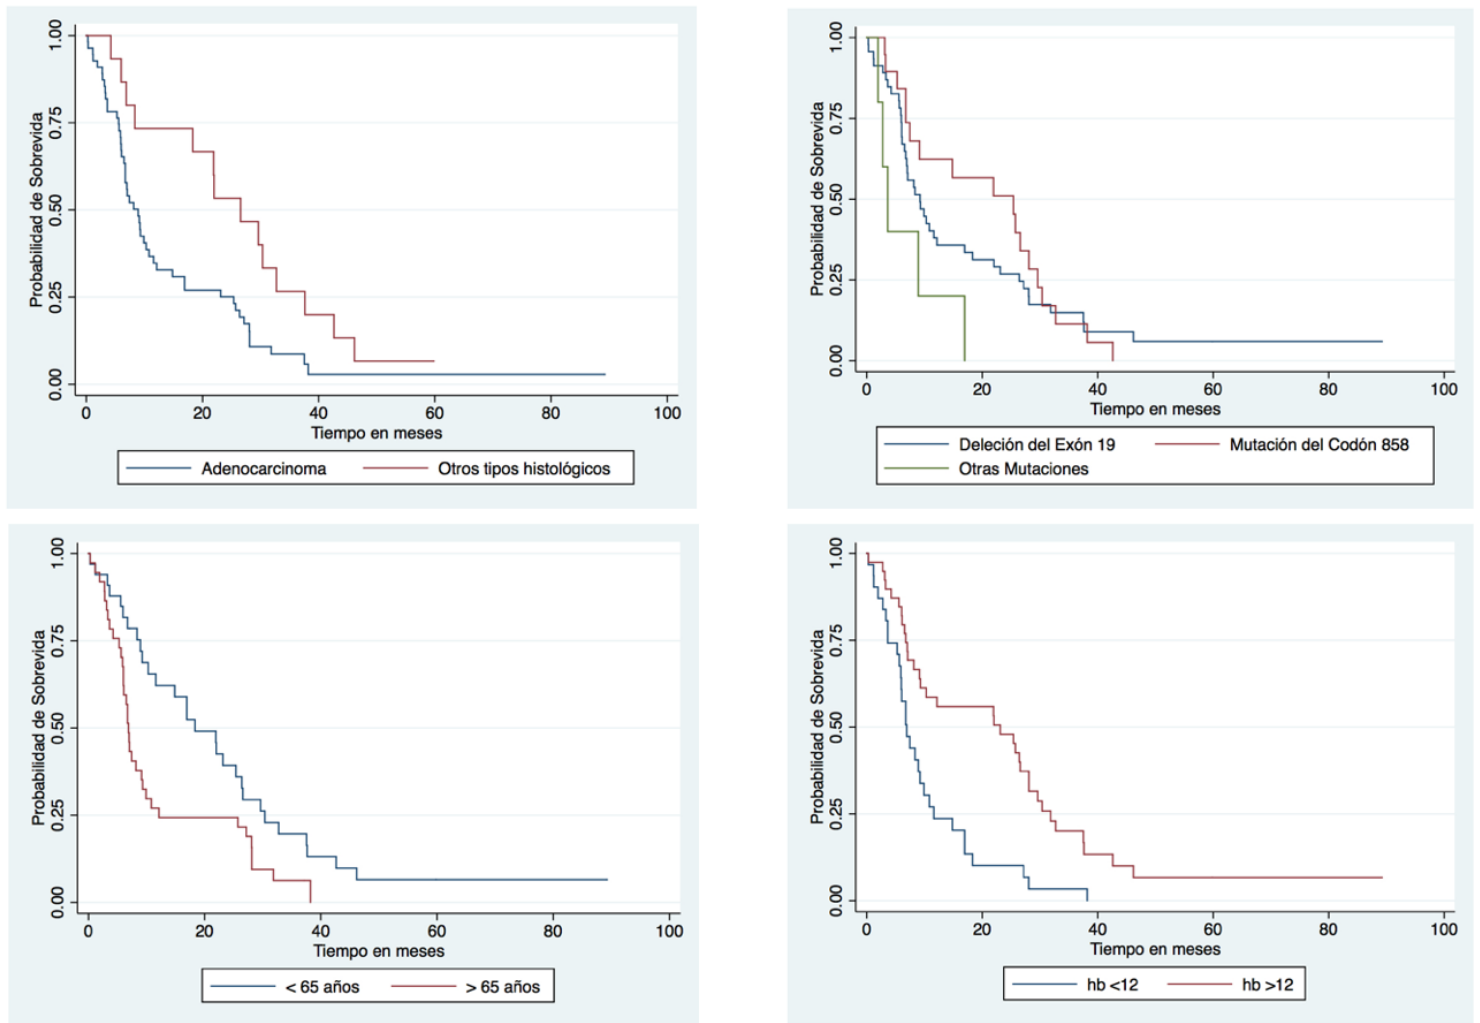 1.00
0.75
0.50
0.25
0.00
Probabilidad de Sobrevida
0 20 40 60 80 100
Tiempo en meses
Adenocarcinoma Otros tipos histológicos
1.00
0.75
0.50
0.25
0.00
Probabilidad de Sobrevida
0 20 40 60 80 100
Tiempo en meses
Deleción del Exón 19 Mutación del Codón 858
Otras Mutaciones
1.00
0.75
0.50
0.25
0.00
Probabilidad de Sobrevida
0 20 40 60 80 100
Tiempo en meses
< 65 años > 65 años
1.00
0.75
0.50
0.25
0.00
Probabilidad de Sobrevida
0 20 40 60 80 100
Tiempo en meses
hb <12 hb >12